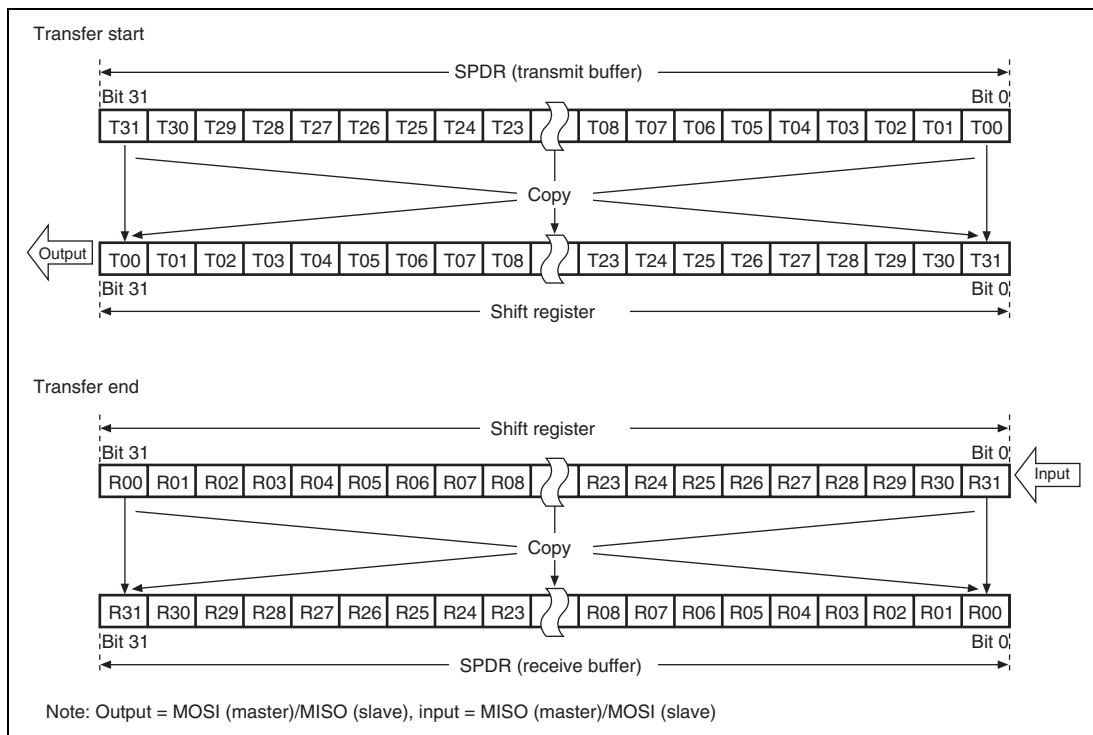 Transfer start
SPDR (transmit buffer)
Bit 31 Bit 0
T31 T30 T29 T28 T27 T26 T25 T24 T23 T08 T07 T06 T05 T04 T03 T02 T01 T00
Copy
Output
T00 T01 T02 T03 T04 T05 T06 T07 T08 T23 T24 T25 T26 T27 T28 T29 T30 T31
Bit 31 Bit 0
Shift register
Transfer end
Shift register
Bit 31 Bit 0
R00 R01 R02 R03 R04 R05 R06 R07 R08 R23 R24 R25 R26 R27 R28 R29 R30 R31
Input
Copy
R31 R30 R29 R28 R27 R26 R25 R24 R23 R08 R07 R06 R05 R04 R03 R02 R01 R00
Bit 31 Bit 0
SPDR (receive buffer)
Note: Output = MOSI (master)/MISO (slave), input = MISO (master)/MOSI (slave)